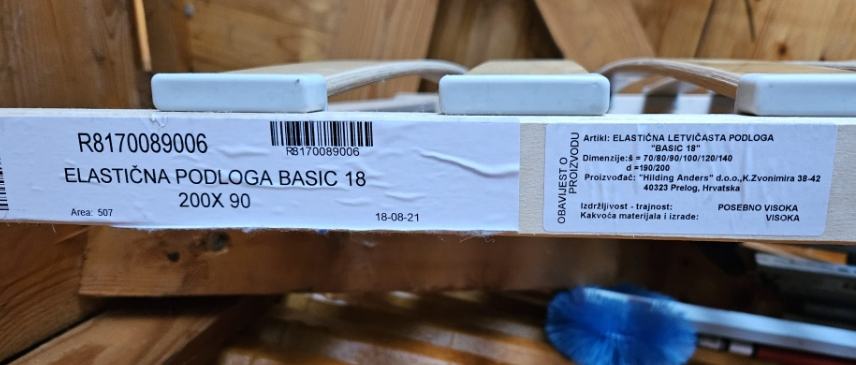 R8170089006
R8170089006
ELASTIČNA PODLOGA BASIC 18
200X 90
Area: 507
18-08-21
OBAVIJEST O
PROIZVODU
Artikl: ELASTIČNA LETVIČASTA PODLOGA
"BASIC 18"
Dimenzije:š = 70/80/90/100/120/140
d =190/200
Proizvođač: "Hilding Anders" d.o.o.,K.Zvonimira 38-42
40323 Prelog, Hrvatska
Izdržljivost - trajnost: POSEBNO VISOKA
Kakvoća materijala i izrade: VISOKA